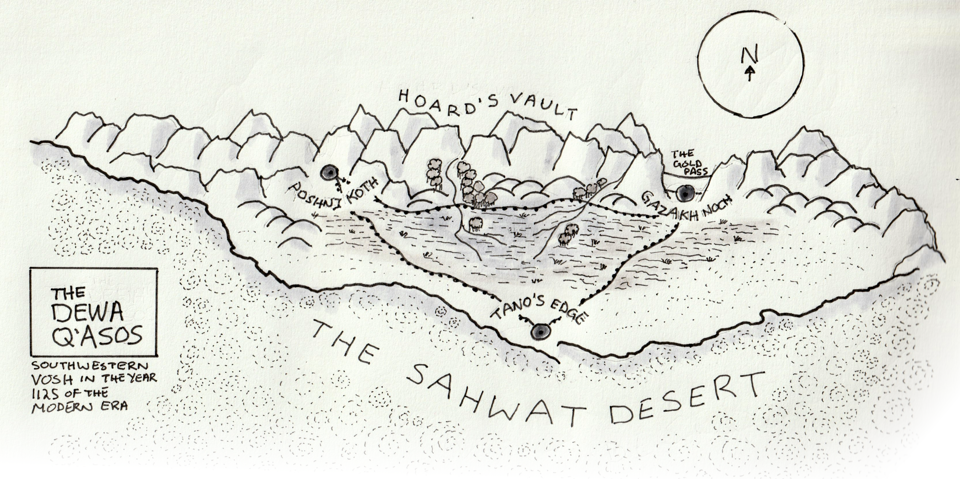 N
HOARD'S VAULT
THE
GOLD
PASS
POSHNI KOTH
GAZAKH NOCH
TANO'S EDGE
THE SAHWAT DESERT
THE
DEWA
Q'ASOS
SOUTHWESTERN
VOSH IN THE YEAR
1125 OF THE
MODERN ERA